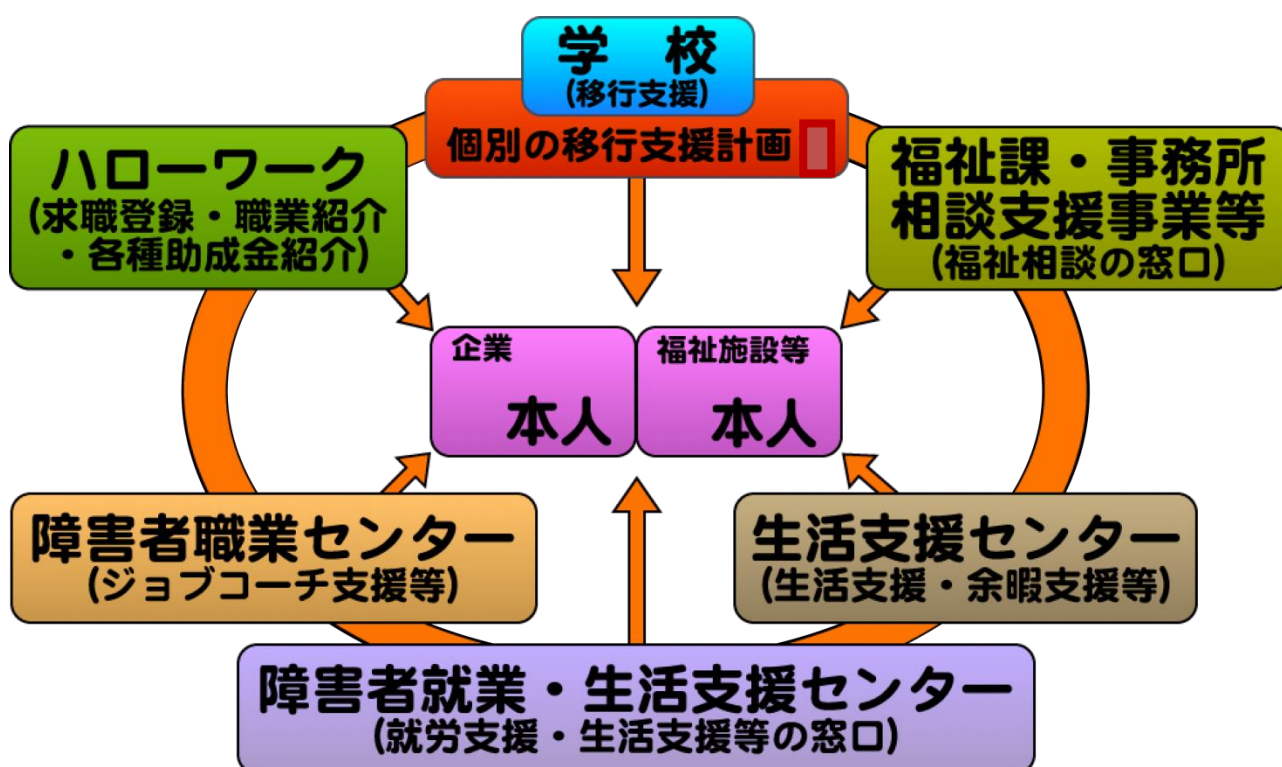 学　校
(移行支援)
個別の移行支援計画
ハローワーク
(求職登録・職業紹介
・各種助成金紹介)
福祉課・事務所
相談支援事業等
(福祉相談の窓口)
企業
本人
福祉施設等
本人
障害者職業センター
(ジョブコーチ支援等)
生活支援センター
(生活支援・余暇支援等)
障害者就業・生活支援センター
(就労支援・生活支援等の窓口)